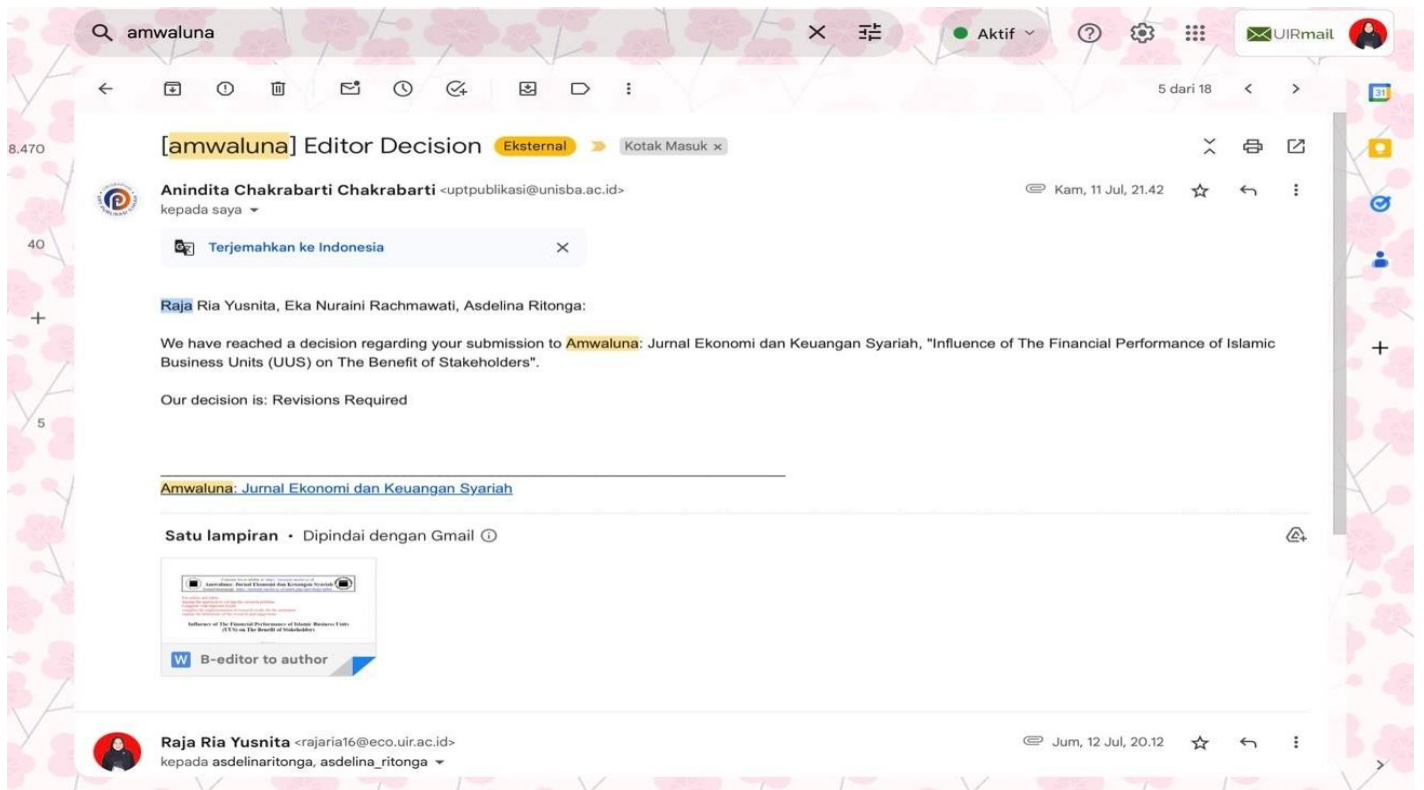 amwaluna
Aktif
UIRmail
5 dari 18
31
8.470
[amwaluna] Editor Decision Eksternal Kotak Masuk x
Anindita Chakrabarti Chakrabarti <uptpublikasi@unisba.ac.id> Kam, 11 Jul, 21.42
kepada saya
40
Terjemahkan ke Indonesia
Raja Ria Yusnita, Eka Nuraini Rachmawati, Asdelina Ritonga:
We have reached a decision regarding your submission to Amwaluna: Jurnal Ekonomi dan Keuangan Syariah, "Influence of The Financial Performance of Islamic
Business Units (UUS) on The Benefit of Stakeholders".
Our decision is: Revisions Required
5
Amwaluna: Jurnal Ekonomi dan Keuangan Syariah
Satu lampiran • Dipindai dengan Gmail
Amwaluna: Jurnal Ekonomi dan Keuangan Syariah
Influence of The Financial Performance of Islamic Business Units
(UUS) on The Benefit of Stakeholders
W B-editor to author
Raja Ria Yusnita <rajaria16@eco.uir.ac.id> Jum, 12 Jul, 20.12
kepada asdelinaritonga, asdelina_ritonga